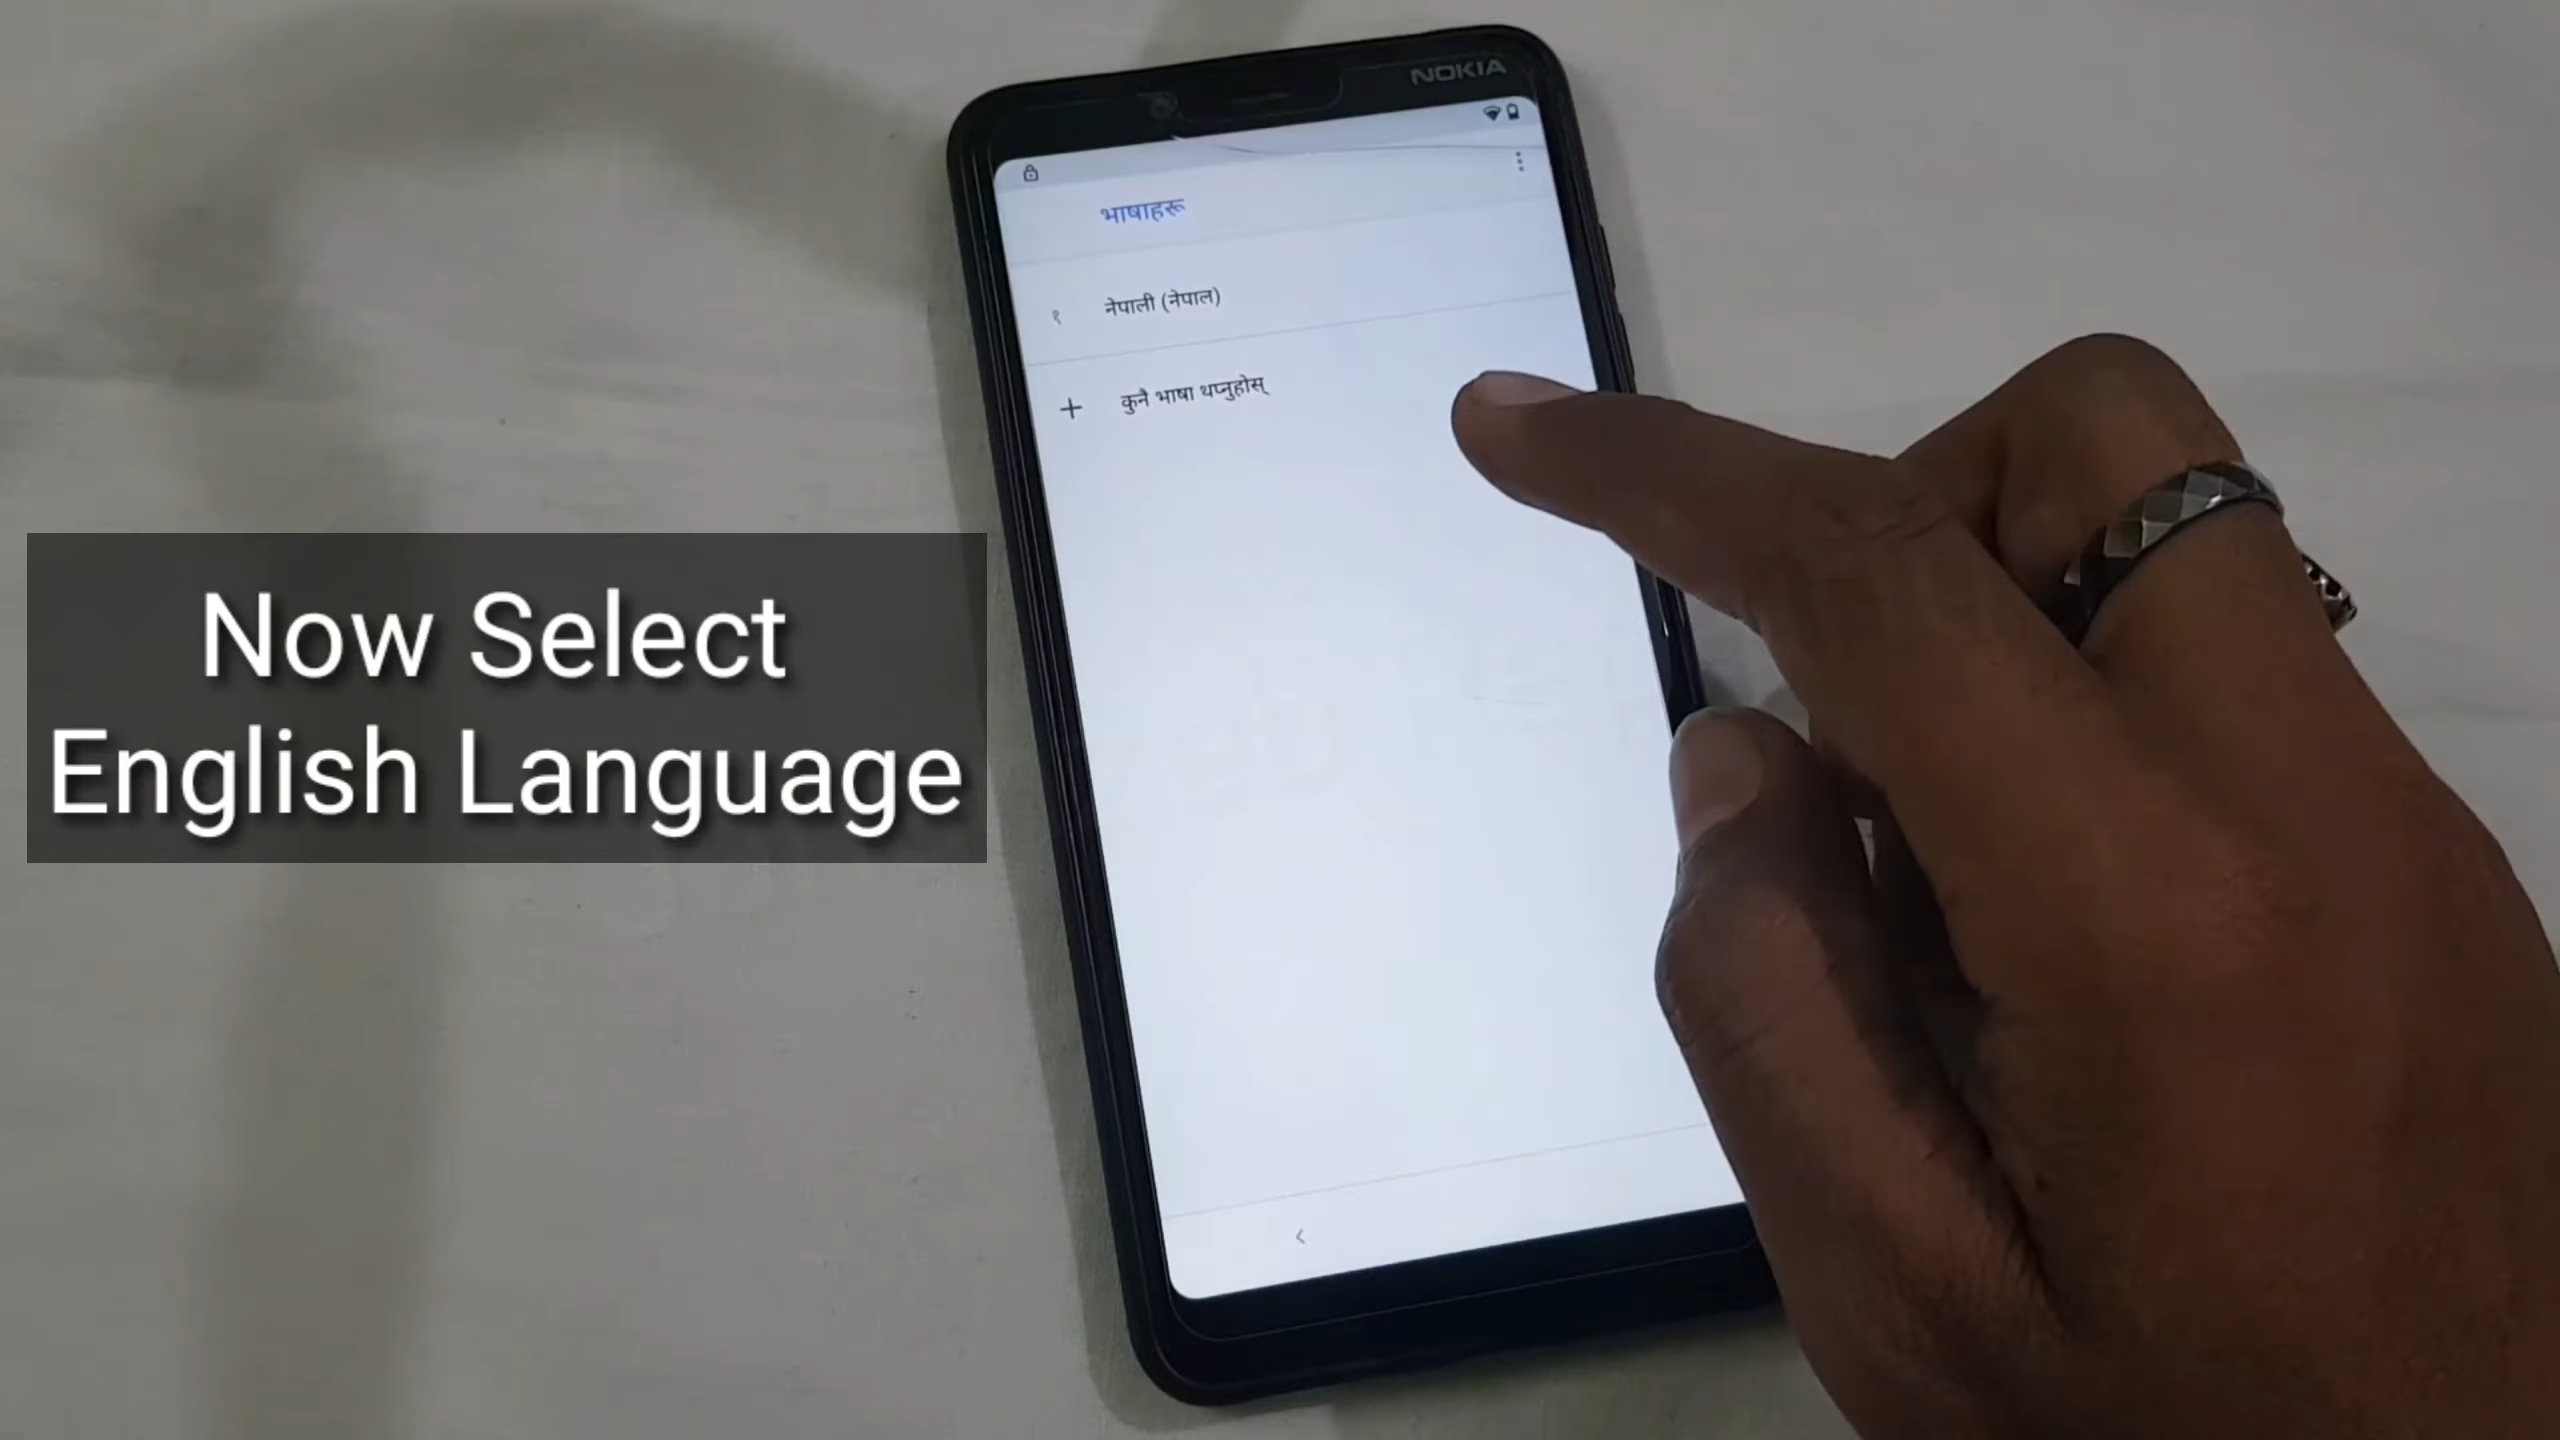 NOKIA
भाषाहरू
१ नेपाली (नेपाल)
+ कुनै भाषा थप्नुहोस्
Now Select
English Language